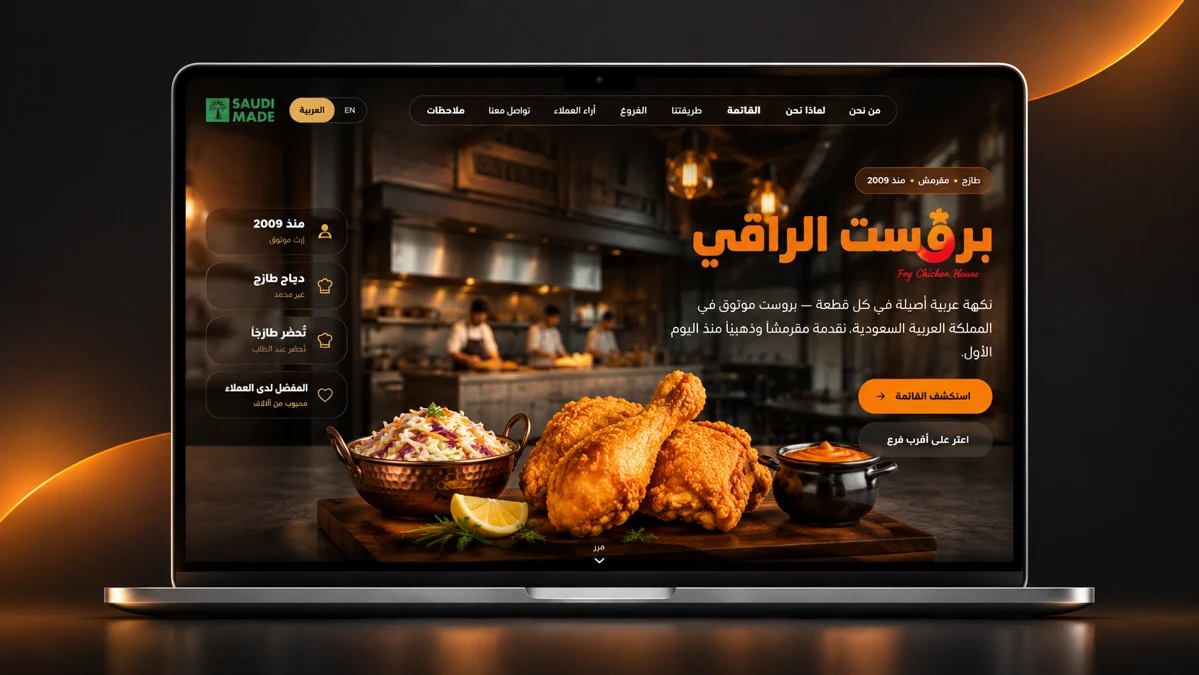 SAUDI
MADE
العربية
EN
من نحن
لماذا نحن
القائمة
طريقتنا
الفروع
آراء العملاء
تواصل معنا
ملاحظات
طازج • مقرمش • منذ 2009
بروست الراقي
Fry Chicken House
نكهة عربية أصيلة في كل قطعة — بروست موثوق في
المملكة العربية السعودية، نقدمة مقرمشاً وذهبياً منذ اليوم
الأول.
استكشف القائمة →
اعثر على أقرب فرع
منذ 2009
إرث موثوق
دجاج طازج
غير مجمد
تُحضر طازجًا
تُحضر عند الطلب
المفضل لدى العملاء
محبوب من آلاف
مرر